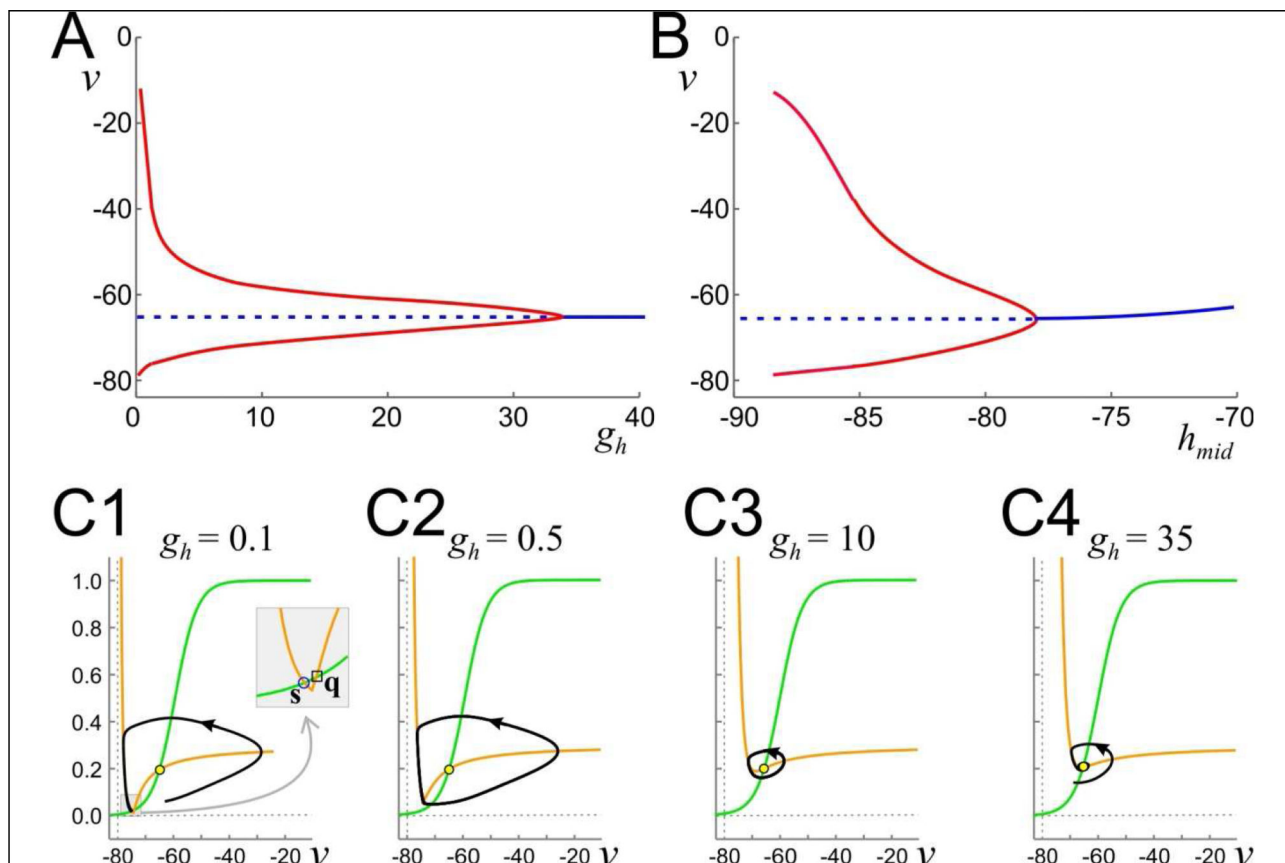 A
B
0
0
v
v
-20
-20
-40
-40
-60
-60
-80
-80
0 10 20 30 40
-90 -85 -80 -75 -70
g_h
h_mid
C1
C2
C3
C4
g_h = 0.1
g_h = 0.5
g_h = 10
g_h = 35
1.0
0.8
0.6
s q
0.4
0.2
0.0
-80 -60 -40 -20 v
-80 -60 -40 -20 v
-80 -60 -40 -20 v
-80 -60 -40 -20 v